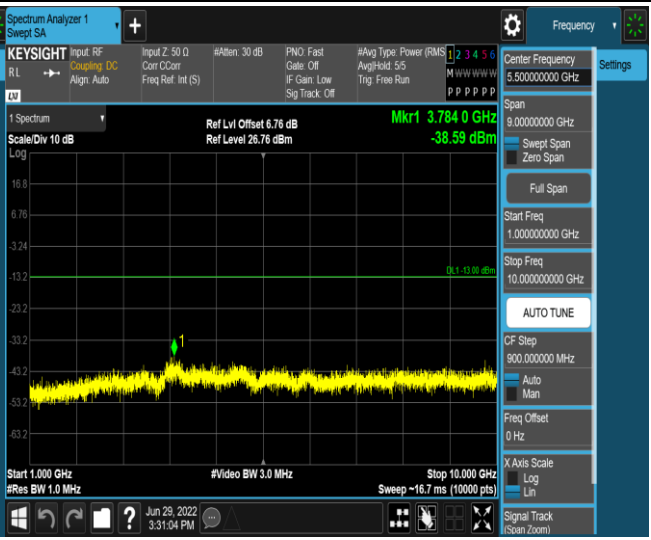 Spectrum Analyzer 1
Swept SA
+
Frequency
KEYSIGHT
RL
Input: RF
Coupling: DC
Align: Auto
Input Z: 50 Ω
Corr CCorr
Freq Ref: Int (S)
#Atten: 30 dB
PNO: Fast
Gate: Off
IF Gain: Low
Sig Track: Off
#Avg Type: Power (RMS
Avg|Hold: 5/5
Trig: Free Run
1 2 3 4 5 6
M W W W W W
P P P P P P
LXI
1 Spectrum
Scale/Div 10 dB
Log
Ref Lvl Offset 6.76 dB
Ref Level 26.76 dBm
Mkr1 3.784 0 GHz
-38.59 dBm
16.8
6.76
-3.24
-13.2
-23.2
-33.2
-43.2
-53.2
-63.2
DL1 -13.00 dBm
1
Start 1.000 GHz
#Res BW 1.0 MHz
#Video BW 3.0 MHz
Stop 10.000 GHz
Sweep ~16.7 ms (10000 pts)
?
Jun 29, 2022
3:31:04 PM
Center Frequency
5.500000000 GHz
Settings
Span
9.00000000 GHz
Swept Span
Zero Span
Full Span
Start Freq
1.000000000 GHz
Stop Freq
10.000000000 GHz
AUTO TUNE
CF Step
900.000000 MHz
Auto
Man
Freq Offset
0 Hz
X Axis Scale
Log
Lin
Signal Track
(Span Zoom)